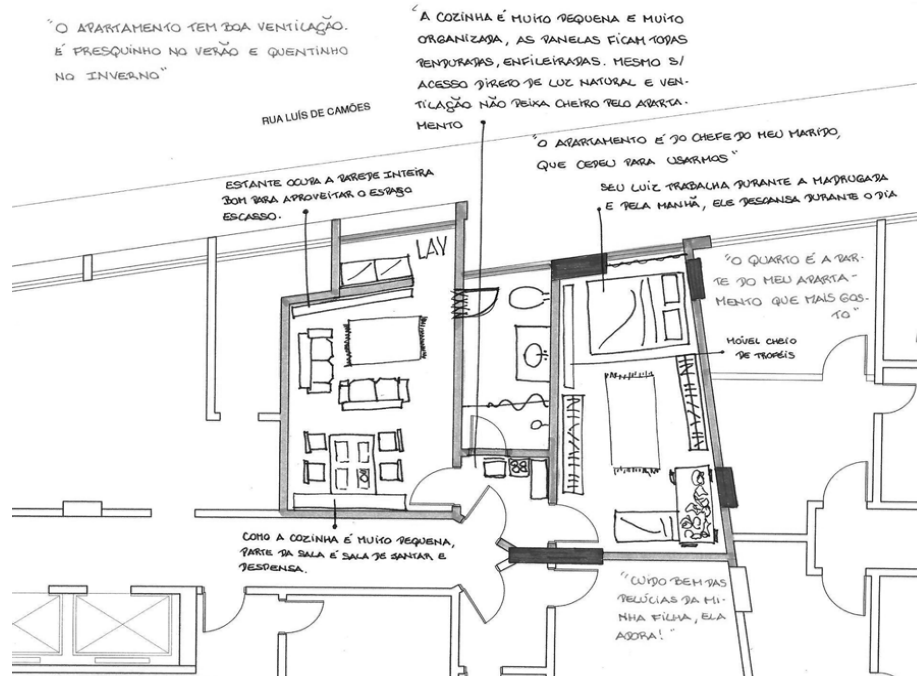 "O APARTAMENTO TEM BOA VENTILAÇÃO.
É FRESQUINHO NO VERÃO E QUENTINHO
NO INVERNO"
"A COZINHA É MUITO PEQUENA E MUITO
ORGANIZADA, AS PANELAS FICAM TODAS
PENDURADAS, ENFILEIRADAS. MESMO S/
ACESSO DIRETO DE LUZ NATURAL E VEN-
TILAÇÃO NÃO DEIXA CHEIRO PELO APARTA-
MENTO
RUA LUÍS DE CAMÕES
"O APARTAMENTO É DO CHEFE DO MEU MARIDO,
QUE CEDEU PARA USARMOS"
ESTANTE OCUPA A PAREDE INTEIRA
BOM PARA APROVEITAR O ESPAÇO
ESCASSO.
SEU LUIZ TRABALHA DURANTE A MADRUGADA
E PELA MANHÃ, ELE DESCANSA DURANTE O DIA
LAV
"O QUARTO É A PAR-
TE DO MEU APARTA-
MENTO QUE MAIS GOS-
TO"
MÓVEL CHEIO
DE TROFÉIS
COMO A COZINHA É MUITO PEQUENA,
PARTE DA SALA É SALA DE JANTAR E
DESPENSA.
"CUIDO BEM DAS
PELÚCIAS DA MI-
NHA FILHA, ELA
ADORA!"